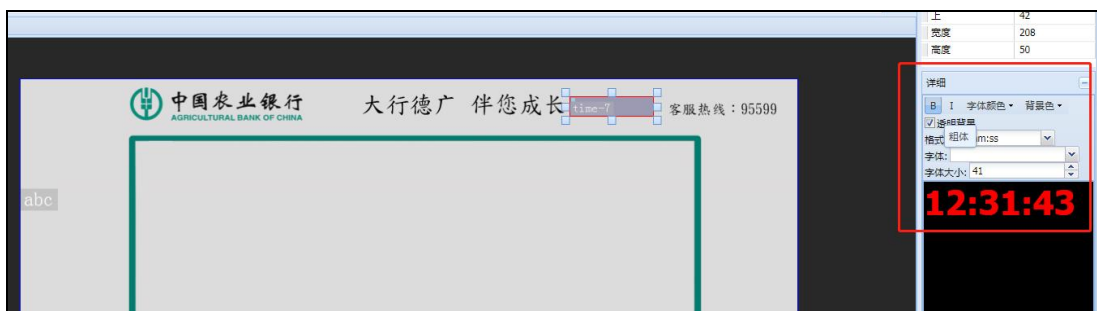 上 42
宽度 208
高度 50
详细
B I 字体颜色 背景色
透明背景
格式 m:ss
粗体
字体:
字体大小: 41
12:31:43
中国农业银行
AGRICULTURAL BANK OF CHINA
大行德广 伴您成长
time-7
客服热线:95599
abc